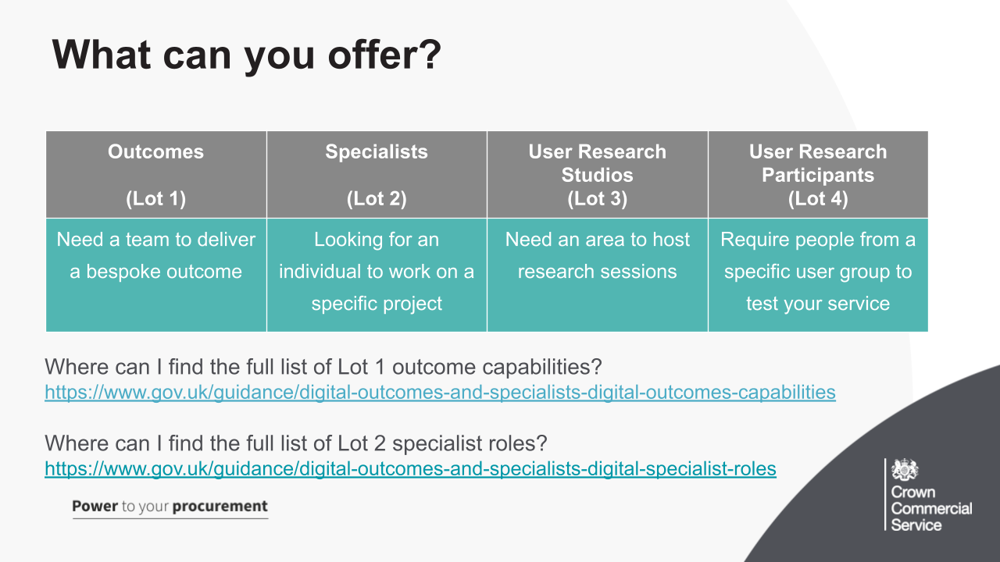 What can you offer?
Outcomes
(Lot 1)
Specialists
(Lot 2)
User Research
Studios
(Lot 3)
User Research
Participants
(Lot 4)
Need a team to deliver
a bespoke outcome
Looking for an
individual to work on a
specific project
Need an area to host
research sessions
Require people from a
specific user group to
test your service
Where can I find the full list of Lot 1 outcome capabilities?
https://www.gov.uk/guidance/digital-outcomes-and-specialists-digital-outcomes-capabilities
Where can I find the full list of Lot 2 specialist roles?
https://www.gov.uk/guidance/digital-outcomes-and-specialists-digital-specialist-roles
Power to your procurement
Crown
Commercial
Service